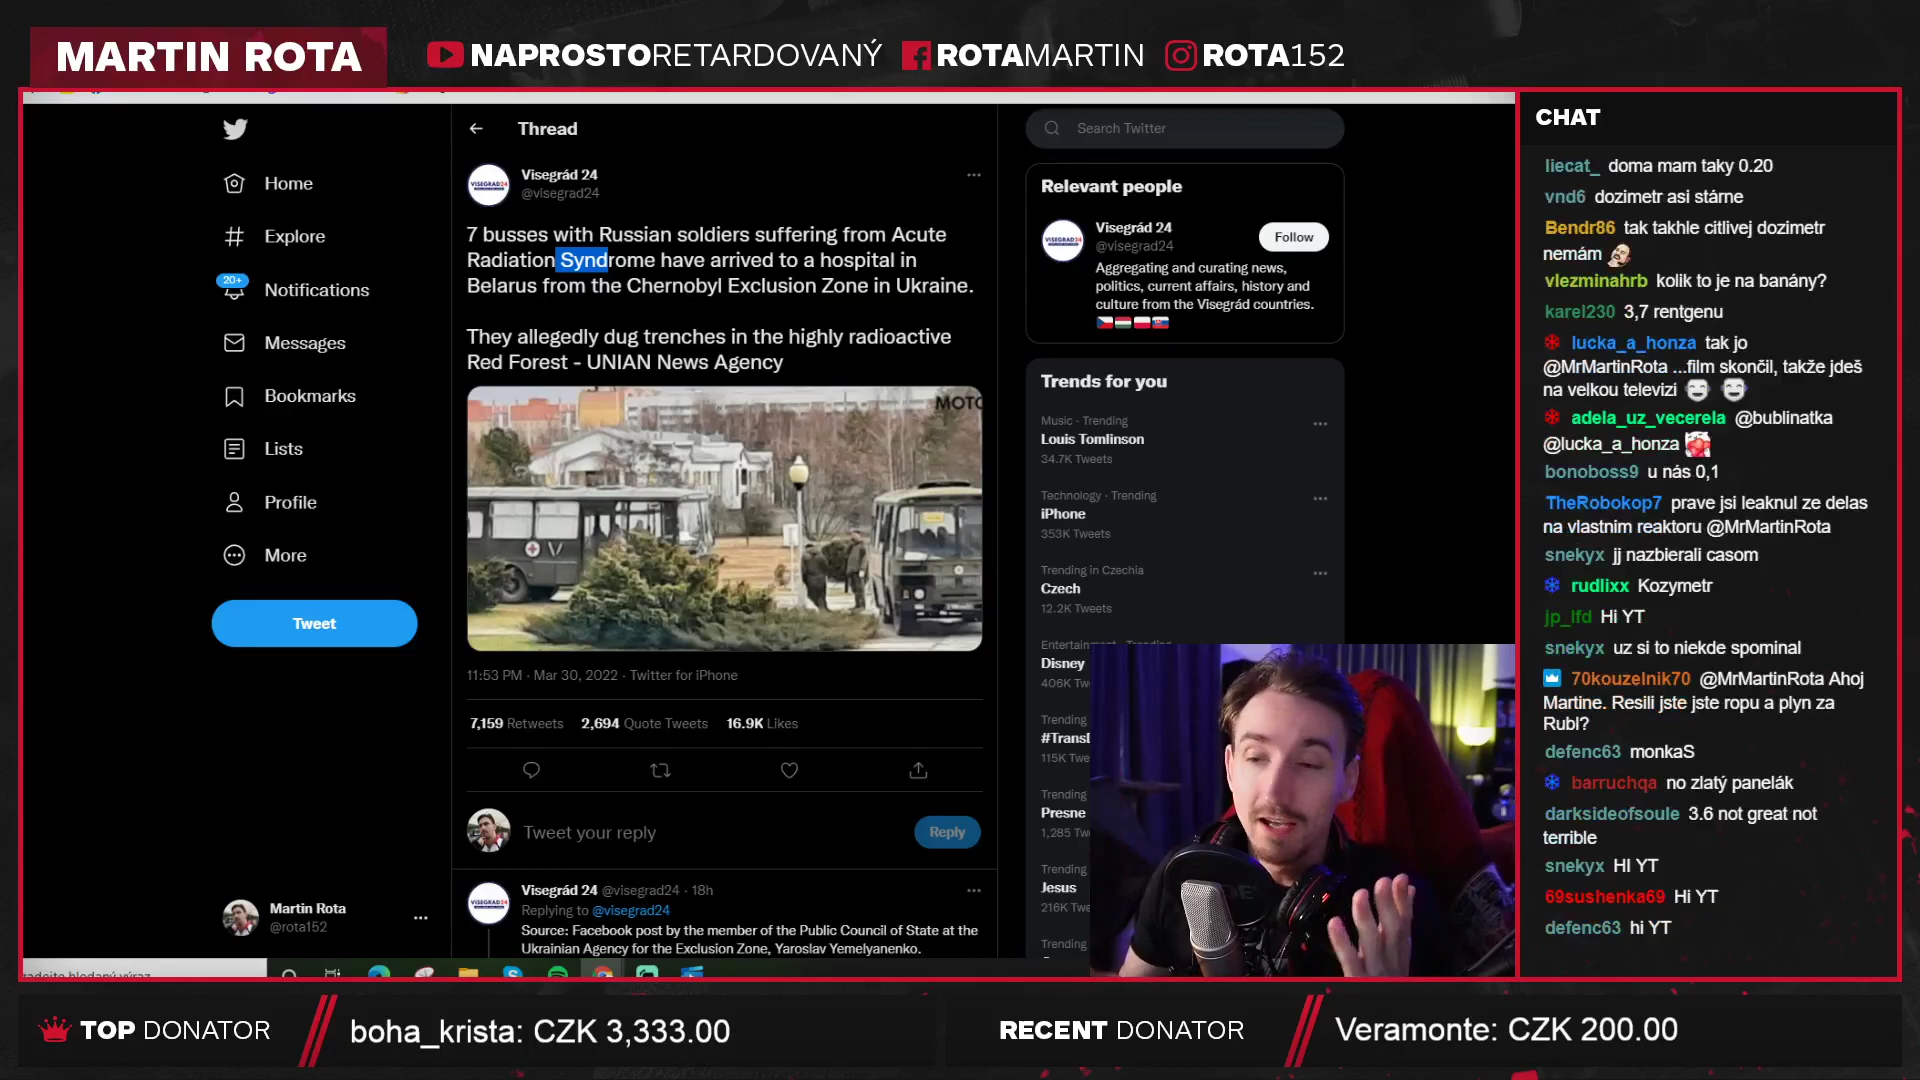 MARTIN ROTA
NAPROSTORETARDOVANÝ
ROTAMARTIN
ROTA152
Thread
Search Twitter
Home
Explore
20+
Notifications
Messages
Bookmarks
Lists
Profile
More
Tweet
Martin Rota
@rota152
VISEGRAD24
Visegrád 24
@visegrad24
7 busses with Russian soldiers suffering from Acute
Radiation Syndrome have arrived to a hospital in
Belarus from the Chernobyl Exclusion Zone in Ukraine.
They allegedly dug trenches in the highly radioactive
Red Forest - UNIAN News Agency
11:53 PM · Mar 30, 2022 · Twitter for iPhone
7,159 Retweets 2,694 Quote Tweets 16.9K Likes
Tweet your reply
Reply
VISEGRAD24
Visegrád 24 @visegrad24 · 18h
Replying to @visegrad24
Source: Facebook post by the member of the Public Council of State at the
Ukrainian Agency for the Exclusion Zone, Yaroslav Yemelyanenko.
Relevant people
VISEGRAD24
Visegrád 24
@visegrad24
Follow
Aggregating and curating news,
politics, current affairs, history and
culture from the Visegrád countries.
Trends for you
Music · Trending
Louis Tomlinson
34.7K Tweets
Technology · Trending
iPhone
353K Tweets
Trending in Czechia
Czech
12.2K Tweets
Disney
406K
Trending
115K
Trending
Presne
1,285
Trending
Jesus
216K
Trending
CHAT
liecat_ doma mam taky 0.20
vnd6 dozimetr asi stárne
Bendr86 tak takhle citlivej dozimetr
nemám
vlezminahrb kolik to je na banány?
karel230 3,7 rentgenu
lucka_a_honza tak jo
@MrMartinRota ...film skončil, takže jdeš
na velkou televizi
adela_uz_vecerela @bublinatka
@lucka_a_honza
bonoboss9 u nás 0,1
TheRobokop7 prave jsi leaknul ze delas
na vlastnim reaktoru @MrMartinRota
snekyx jj nazbierali casom
rudlixx Kozymetr
jp_lfd Hi YT
snekyx uz si to niekde spominal
70kouzelnik70 @MrMartinRota Ahoj
Martine. Resili jste jste ropu a plyn za
Rubl?
defenc63 monkaS
barruchqa no zlatý panelák
darksideofsoule 3.6 not great not
terrible
snekyx HI YT
69sushenka69 Hi YT
defenc63 hi YT
TOP DONATOR
boha_krista: CZK 3,333.00
RECENT DONATOR
Veramonte: CZK 200.00